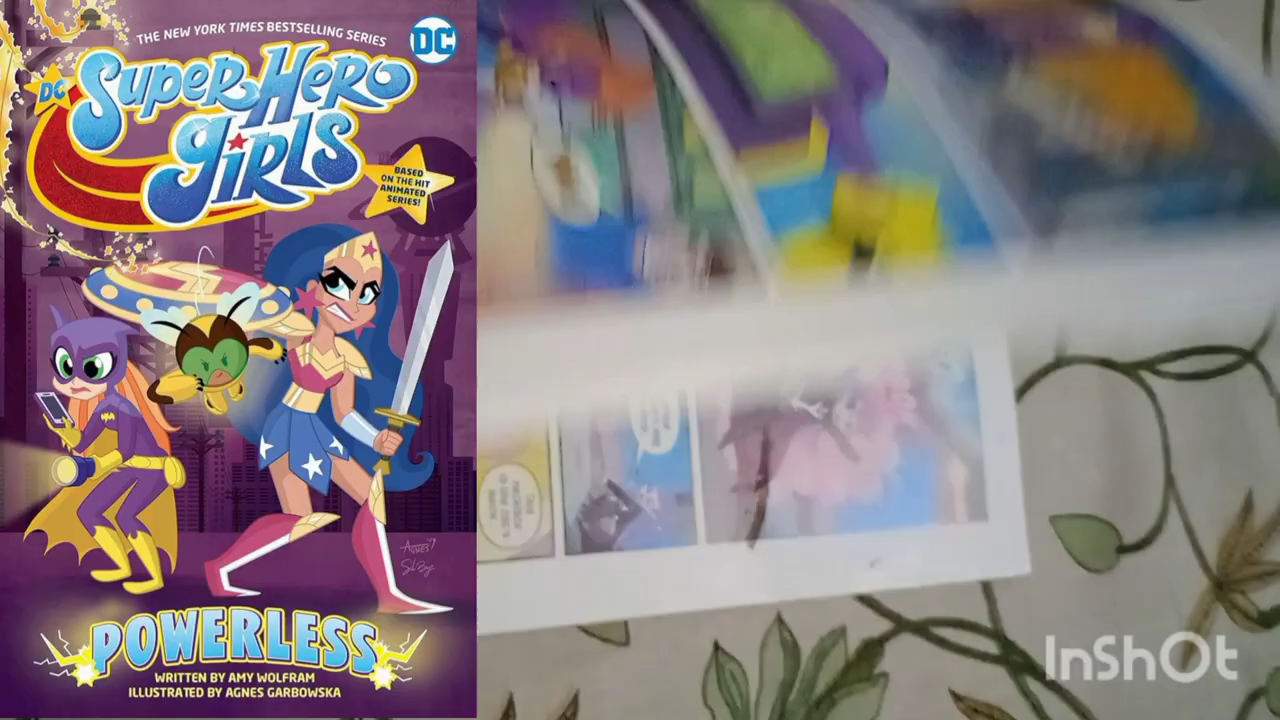 THE NEW YORK TIMES BESTSELLING SERIES
DC
DC
SUPER HERO
GIRLS
BASED
ON THE HIT
ANIMATED
SERIES!
POWERLESS
WRITTEN BY AMY WOLFRAM
ILLUSTRATED BY AGNES GARBOWSKA
InShOt